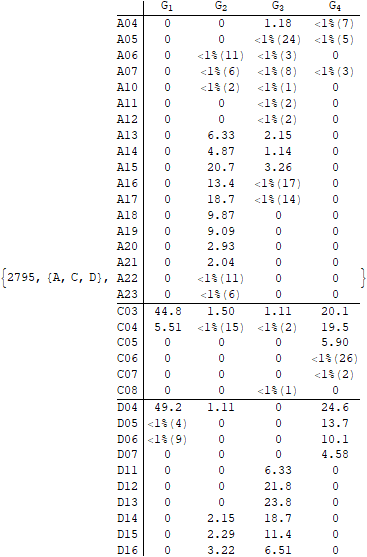 G1 G2 G3 G4
A04 0 0 1.18 <1%(7)
A05 0 0 <1%(24) <1%(5)
A06 0 <1%(11) <1%(3) 0
A07 0 <1%(6) <1%(8) <1%(3)
A10 0 <1%(2) <1%(1) 0
A11 0 0 <1%(2) 0
A12 0 0 <1%(2) 0
A13 0 6.33 2.15 0
A14 0 4.87 1.14 0
A15 0 20.7 3.26 0
A16 0 13.4 <1%(17) 0
A17 0 18.7 <1%(14) 0
A18 0 9.87 0 0
A19 0 9.09 0 0
A20 0 2.93 0 0
A21 0 2.04 0 0
{2795, {A, C, D}, A22 0 <1%(11) 0 0 }
A23 0 <1%(6) 0 0
C03 44.8 1.50 1.11 20.1
C04 5.51 <1%(15) <1%(2) 19.5
C05 0 0 0 5.90
C06 0 0 0 <1%(26)
C07 0 0 0 <1%(2)
C08 0 0 <1%(1) 0
D04 49.2 1.11 0 24.6
D05 <1%(4) 0 0 13.7
D06 <1%(9) 0 0 10.1
D07 0 0 0 4.58
D11 0 0 6.33 0
D12 0 0 21.8 0
D13 0 0 23.8 0
D14 0 2.15 18.7 0
D15 0 2.29 11.4 0
D16 0 3.22 6.51 0